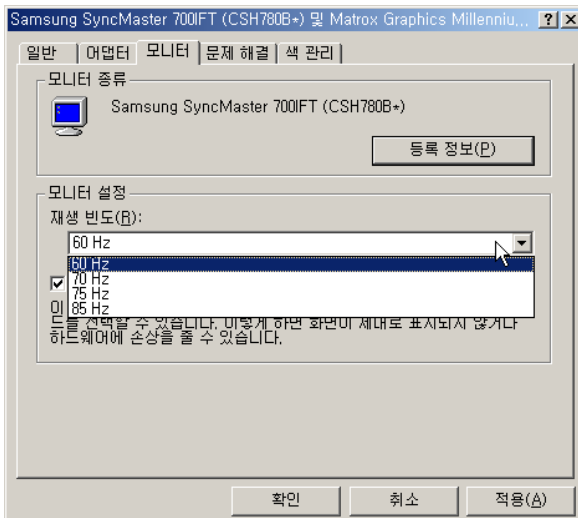 Samsung SyncMaster 700IFT (CSH780B*) 및 Matrox Graphics Millenniu...
일반 어댑터 모니터 문제 해결 색 관리
모니터 종류
Samsung SyncMaster 700IFT (CSH780B*)
등록 정보(P)
모니터 설정
재생 빈도(R):
60 Hz
60 Hz
70 Hz
75 Hz
85 Hz
드를 선택할 수 있습니다. 이렇게 하면 화면이 제대로 표시되지 않거나
하드웨어에 손상을 줄 수 있습니다.
확인 취소 적용(A)